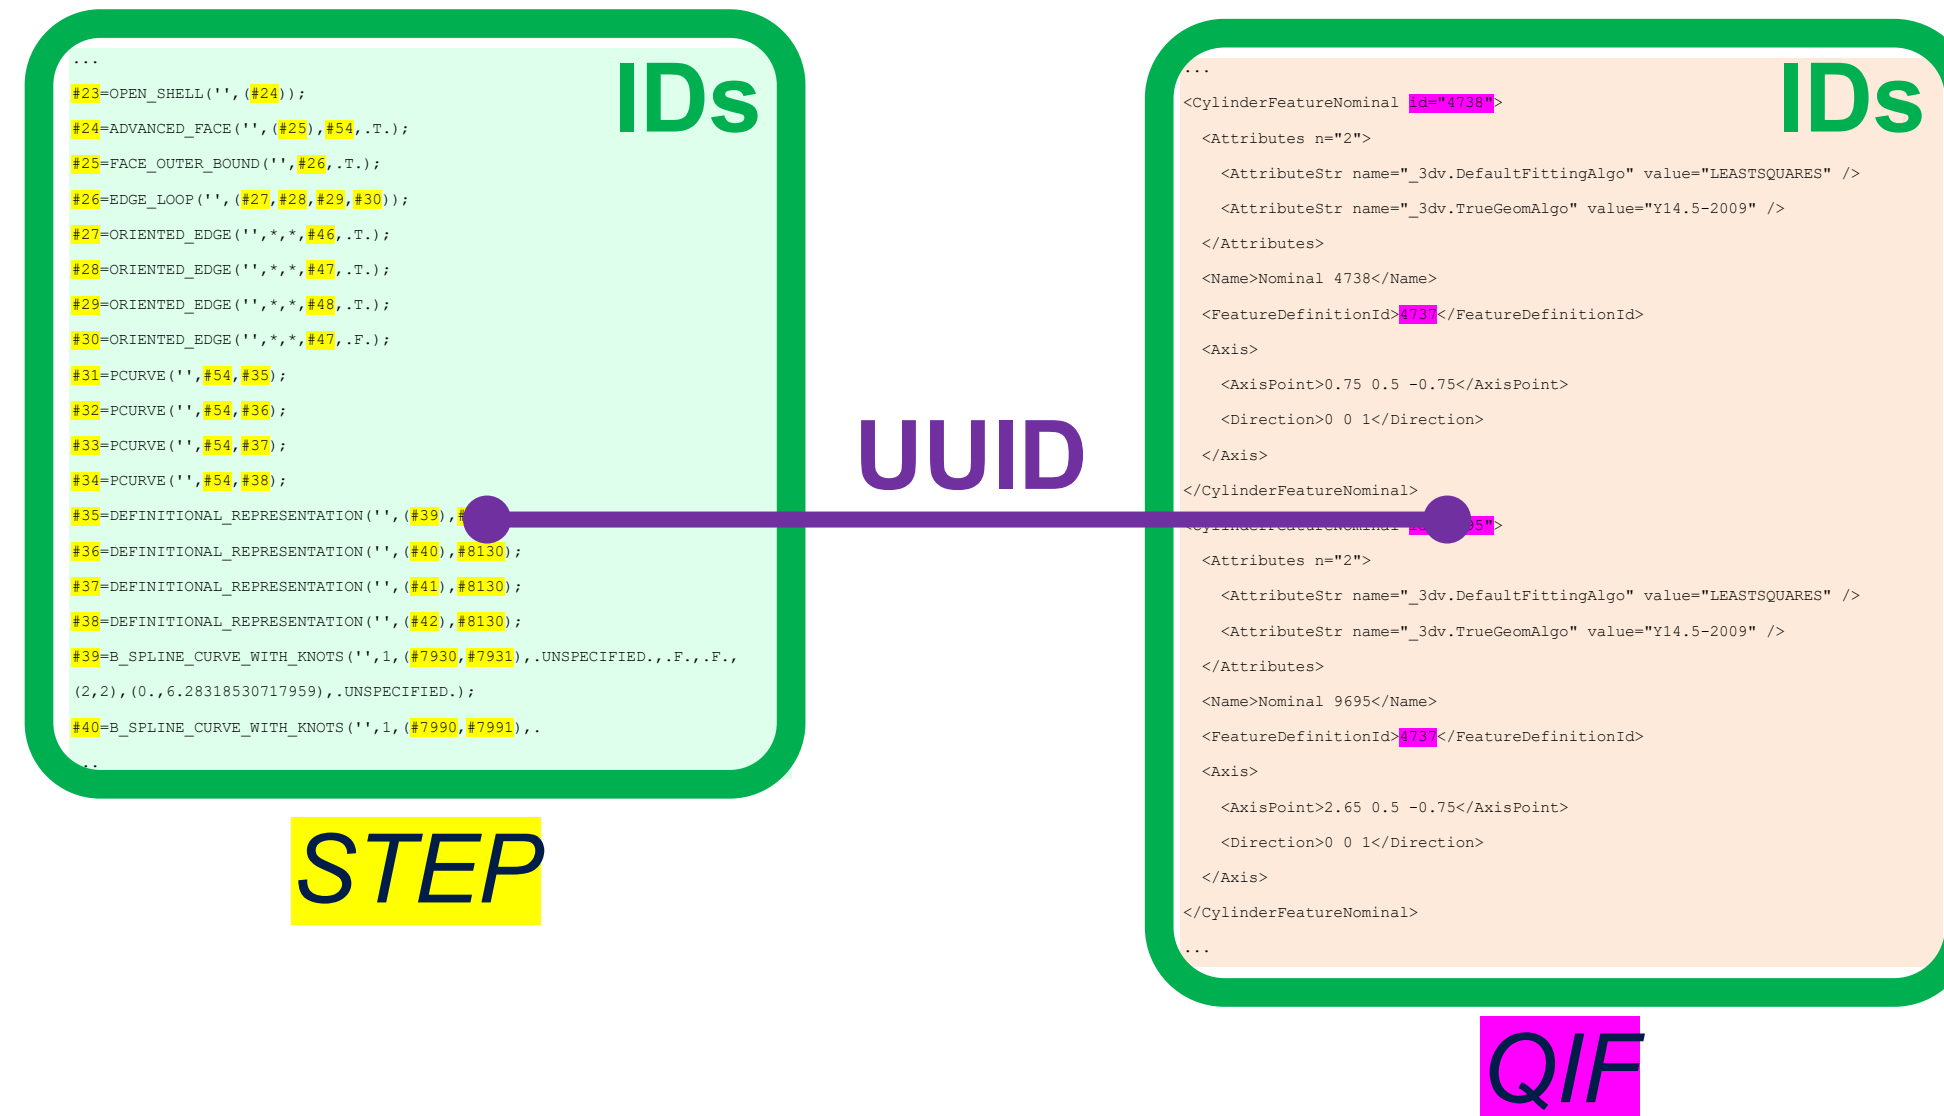 IDs
...
#23=OPEN_SHELL('',(#24));
#24=ADVANCED_FACE('',(#25),#54,.T.);
#25=FACE_OUTER_BOUND('',#26,.T.);
#26=EDGE_LOOP('',(#27,#28,#29,#30));
#27=ORIENTED_EDGE('',*,*,#46,.T.);
#28=ORIENTED_EDGE('',*,*,#47,.T.);
#29=ORIENTED_EDGE('',*,*,#48,.T.);
#30=ORIENTED_EDGE('',*,*,#47,.F.);
#31=PCURVE('',#54,#35);
#32=PCURVE('',#54,#36);
#33=PCURVE('',#54,#37);
#34=PCURVE('',#54,#38);
#35=DEFINITIONAL_REPRESENTATION('',(#39),
#36=DEFINITIONAL_REPRESENTATION('',(#40),#8130);
#37=DEFINITIONAL_REPRESENTATION('',(#41),#8130);
#38=DEFINITIONAL_REPRESENTATION('',(#42),#8130);
#39=B_SPLINE_CURVE_WITH_KNOTS('',1,(#7930,#7931),.UNSPECIFIED.,.F.,.F.,
(2,2),(0.,6.28318530717959),.UNSPECIFIED.);
#40=B_SPLINE_CURVE_WITH_KNOTS('',1,(#7990,#7991),.
..
STEP
UUID
IDs
...
<CylinderFeatureNominal id="4738">
<Attributes n="2">
<AttributeStr name="_3dv.DefaultFittingAlgo" value="LEASTSQUARES" />
<AttributeStr name="_3dv.TrueGeomAlgo" value="Y14.5-2009" />
</Attributes>
<Name>Nominal 4738</Name>
<FeatureDefinitionId>4737</FeatureDefinitionId>
<Axis>
<AxisPoint>0.75 0.5 -0.75</AxisPoint>
<Direction>0 0 1</Direction>
</Axis>
</CylinderFeatureNominal>
<CylinderFeatureNominal
<Attributes n="2">
<AttributeStr name="_3dv.DefaultFittingAlgo" value="LEASTSQUARES" />
<AttributeStr name="_3dv.TrueGeomAlgo" value="Y14.5-2009" />
</Attributes>
<Name>Nominal 9695</Name>
<FeatureDefinitionId>4737</FeatureDefinitionId>
<Axis>
<AxisPoint>2.65 0.5 -0.75</AxisPoint>
<Direction>0 0 1</Direction>
</Axis>
</CylinderFeatureNominal>
...
QIF